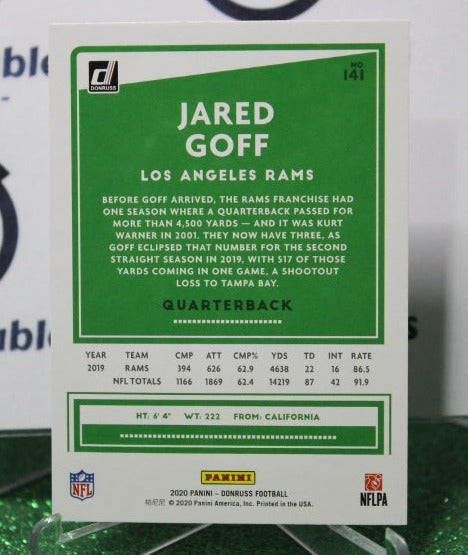 DONRUSS
NO.
141
JARED
GOFF
LOS ANGELES RAMS
BEFORE GOFF ARRIVED, THE RAMS FRANCHISE HAD
ONE SEASON WHERE A QUARTERBACK PASSED FOR
MORE THAN 4,500 YARDS — AND IT WAS KURT
WARNER IN 2001. THEY NOW HAVE THREE, AS
GOFF ECLIPSED THAT NUMBER FOR THE SECOND
STRAIGHT SEASON IN 2019, WITH 517 OF THOSE
YARDS COMING IN ONE GAME, A SHOOTOUT
LOSS TO TAMPA BAY.
QUARTERBACK
YEAR TEAM CMP ATT CMP% YDS TD INT RATE
2019 RAMS 394 626 62.9 4638 22 16 86.5
NFL TOTALS 1166 1869 62.4 14219 87 42 91.9
HT: 6' 4" WT: 222 FROM: CALIFORNIA
NFL
PANINI
NFLPA
2020 PANINI – DONRUSS FOOTBALL
帕尼尼 © 2020 Panini America, Inc. Printed in the USA.